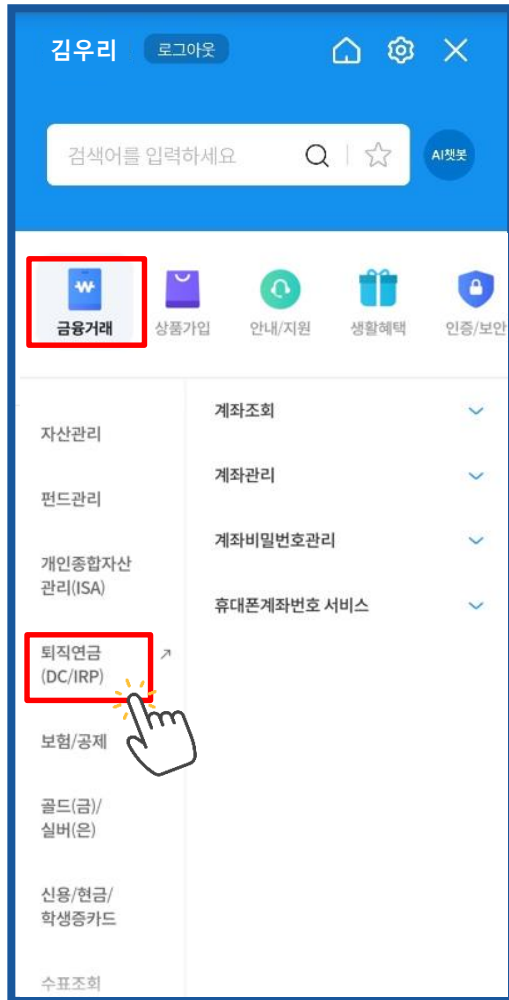 김우리 로그아웃
검색어를 입력하세요 AI챗봇
금융거래 상품가입 안내/지원 생활혜택 인증/보안
자산관리
펀드관리
개인종합자산
관리(ISA)
퇴직연금
(DC/IRP)
보험/공제
골드(금)/
실버(은)
신용/현금/
학생증카드
수표조회
계좌조회
계좌관리
계좌비밀번호관리
휴대폰계좌번호 서비스